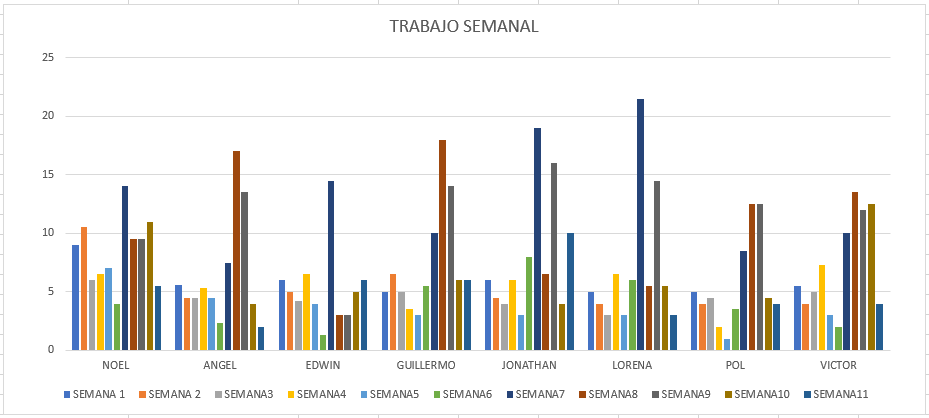 TRABAJO SEMANAL
25
20
15
10
5
0
NOEL ANGEL EDWIN GUILLERMO JONATHAN LORENA POL VICTOR
SEMANA 1 SEMANA 2 SEMANA3 SEMANA4 SEMANA5 SEMANA6 SEMANA7 SEMANA8 SEMANA9 SEMANA10 SEMANA11